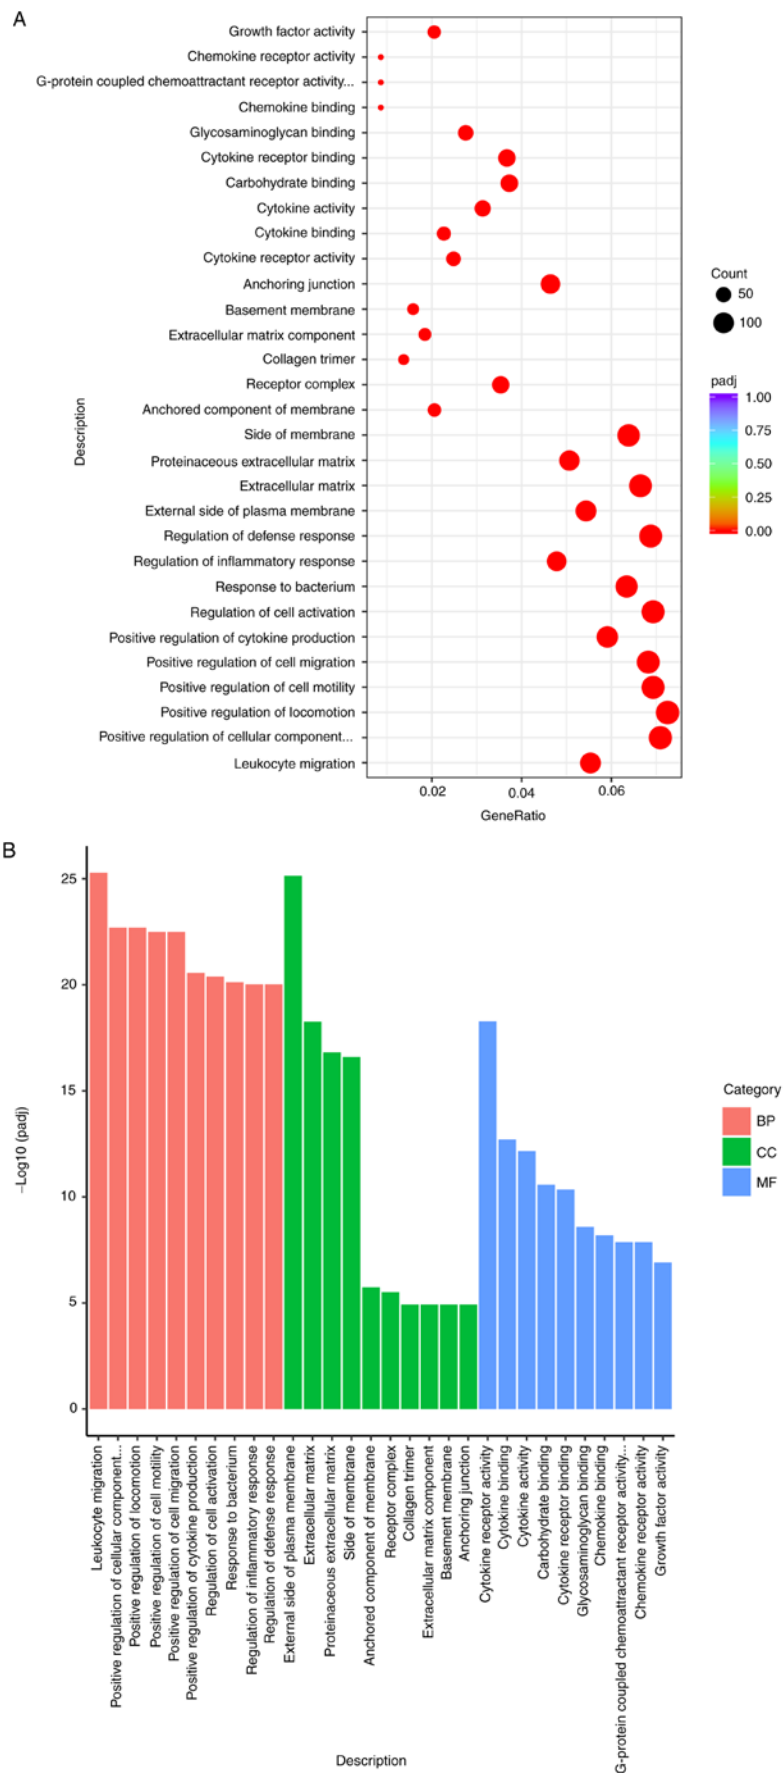 A
Growth factor activity
Chemokine receptor activity
G-protein coupled chemoattractant receptor activity...
Chemokine binding
Glycosaminoglycan binding
Cytokine receptor binding
Carbohydrate binding
Cytokine activity
Cytokine binding
Cytokine receptor activity
Anchoring junction
Basement membrane
Extracellular matrix component
Collagen trimer
Receptor complex
Anchored component of membrane
Side of membrane
Proteinaceous extracellular matrix
Extracellular matrix
External side of plasma membrane
Regulation of defense response
Regulation of inflammatory response
Response to bacterium
Regulation of cell activation
Positive regulation of cytokine production
Positive regulation of cell migration
Positive regulation of cell motility
Positive regulation of locomotion
Positive regulation of cellular component...
Leukocyte migration
Description
0.02 0.04 0.06
GeneRatio
Count
50
100
padj
1.00
0.75
0.50
0.25
0.00
B
25
20
15
10
5
0
−Log10 (padj)
Leukocyte migration
Positive regulation of cellular component...
Positive regulation of locomotion
Positive regulation of cell motility
Positive regulation of cell migration
Positive regulation of cytokine production
Regulation of cell activation
Response to bacterium
Regulation of inflammatory response
Regulation of defense response
External side of plasma membrane
Extracellular matrix
Proteinaceous extracellular matrix
Side of membrane
Anchored component of membrane
Receptor complex
Collagen trimer
Extracellular matrix component
Basement membrane
Anchoring junction
Cytokine receptor activity
Cytokine binding
Cytokine activity
Carbohydrate binding
Cytokine receptor binding
Glycosaminoglycan binding
Chemokine binding
G-protein coupled chemoattractant receptor activity...
Chemokine receptor activity
Growth factor activity
Description
Category
BP
CC
MF